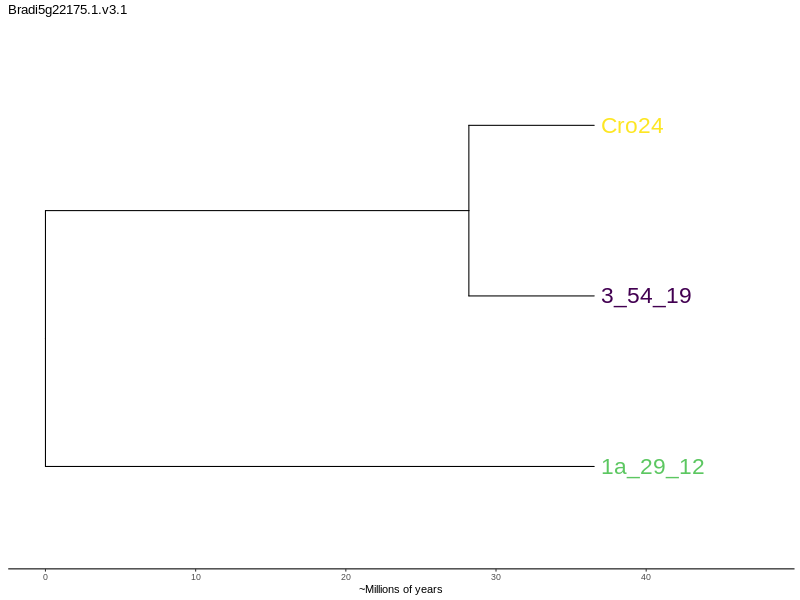 Bradi5g22175.1.v3.1
Cro24
3_54_19
1a_29_12
0 10 20 30 40
~Millions of years